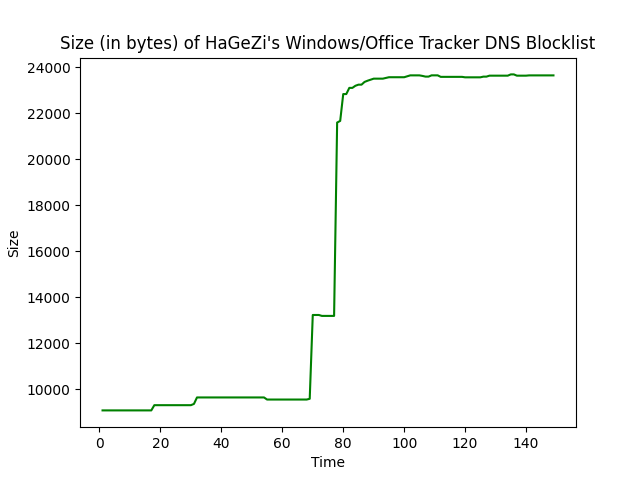 Size (in bytes) of HaGeZi's Windows/Office Tracker DNS Blocklist
24000
22000
20000
18000
16000
14000
12000
10000
Size
0 20 40 60 80 100 120 140
Time